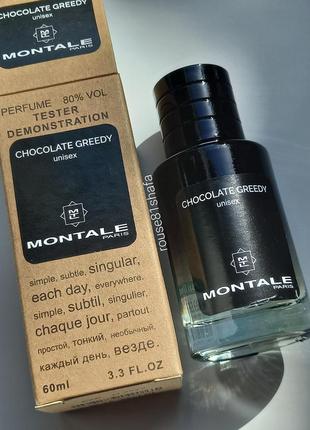 CHOCOLATE GREEDY
unisex
MONTALE
PARIS
PERFUME 80% VOL
TESTER
DEMONSTRATION
CHOCOLATE GREEDY
unisex
MONTALE
PARIS
simple, subtle, singular,
each day, everywhere.
simple, subtil, singulier,
chaque jour, partout
простой, тонкий, необычный,
каждый день, везде.
60ml
3.3 FL.OZ
CHOCOLATE GREEDY
unisex
MONTALE
PARIS
rouse81shafa